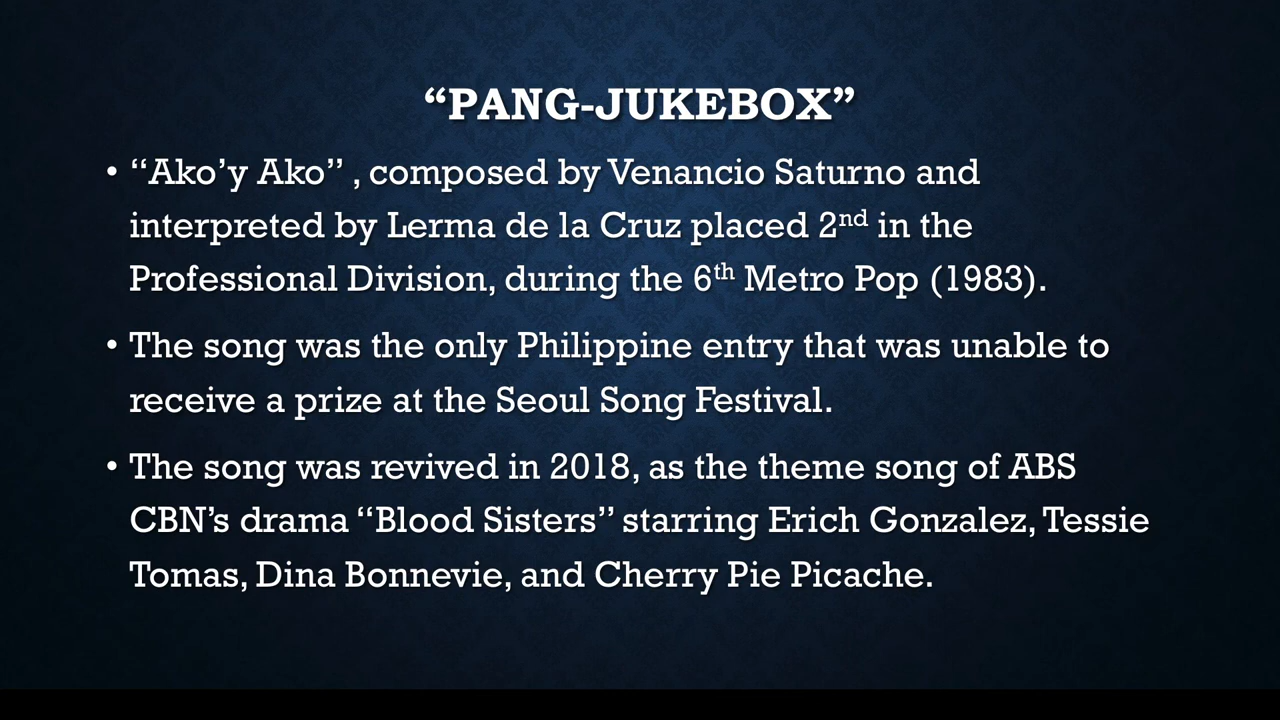 “PANG-JUKEBOX”
• “Ako’y Ako” , composed by Venancio Saturno and
interpreted by Lerma de la Cruz placed 2nd in the
Professional Division, during the 6th Metro Pop (1983).
• The song was the only Philippine entry that was unable to
receive a prize at the Seoul Song Festival.
• The song was revived in 2018, as the theme song of ABS
CBN’s drama “Blood Sisters” starring Erich Gonzalez, Tessie
Tomas, Dina Bonnevie, and Cherry Pie Picache.